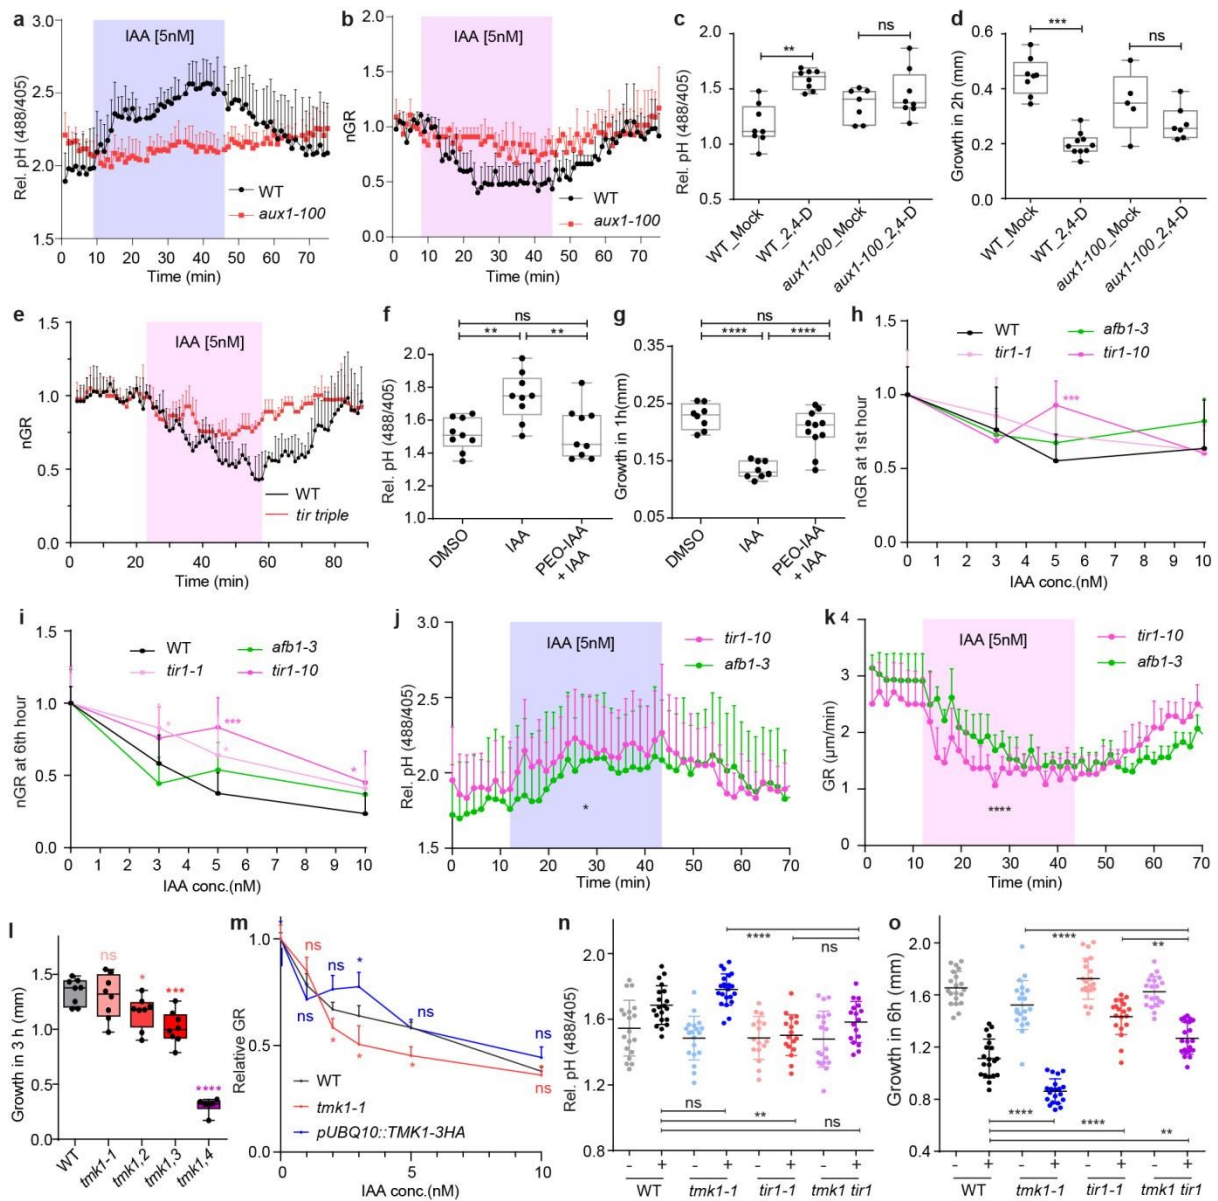 a
IAA [5nM]
Rel. pH (488/405)
3.0
2.5
2.0
1.5
WT
aux1-100
0 10 20 30 40 50 60 70
Time (min)
b
IAA [5nM]
nGR
2.0
1.5
1.0
0.5
0.0
WT
aux1-100
0 10 20 30 40 50 60 70
Time (min)
c
Rel. pH (488/405)
2.0
1.5
1.0
0.5
**
ns
WT_Mock
WT_2,4-D
aux1-100_Mock
aux1-100_2,4-D
d
Growth in 2h (mm)
0.6
0.4
0.2
0.0
***
ns
WT_Mock
WT_2,4-D
aux1-100_Mock
aux1-100_2,4-D
e
IAA [5nM]
nGR
1.5
1.0
0.5
0.0
WT
tir triple
0 20 40 60 80
Time (min)
f
Rel. pH (488/405)
2.0
1.8
1.6
1.4
1.2
1.0
ns
** **
DMSO
IAA
PEO-IAA
+ IAA
g
Growth in 1h(mm)
0.35
0.25
0.15
0.05
ns
**** ****
DMSO
IAA
PEO-IAA
+ IAA
h
nGR at 1st hour
1.5
1.0
0.5
0.0
WT afb1-3
tir1-1 tir1-10
***
0 1 2 3 4 5 6 7 8 9 10
IAA conc.(nM)
i
nGR at 6th hour
1.5
1.0
0.5
0.0
WT afb1-3
tir1-1 tir1-10
*
***
*
*
0 1 2 3 4 5 6 7 8 9 10
IAA conc.(nM)
j
IAA [5nM]
Rel. pH (488/405)
3.0
2.5
2.0
1.5
tir1-10
afb1-3
*
0 10 20 30 40 50 60 70
Time (min)
k
IAA [5nM]
GR (μm/min)
4
3
2
1
0
tir1-10
afb1-3
****
0 10 20 30 40 50 60 70
Time (min)
l
Growth in 3 h (mm)
1.5
1.0
0.5
0.0
ns
*
***
****
WT
tmk1-1
tmk1,2
tmk1,3
tmk1,4
m
Relative GR
1.0
0.5
0.0
ns
ns
*
ns
ns
*
*
*
ns
WT
tmk1-1
pUBQ10::TMK1-3HA
0 5 10
IAA conc.(nM)
n
Rel. pH (488/405)
2.0
1.8
1.6
1.4
1.2
****
ns
ns
**
ns
- + - + - + - +
WT tmk1-1 tir1-1 tmk1 tir1
o
Growth in 6h (mm)
2.0
1.6
1.2
0.8
0.4
****
**
****
****
**
- + - + - + - +
WT tmk1-1 tir1-1 tmk1 tir1